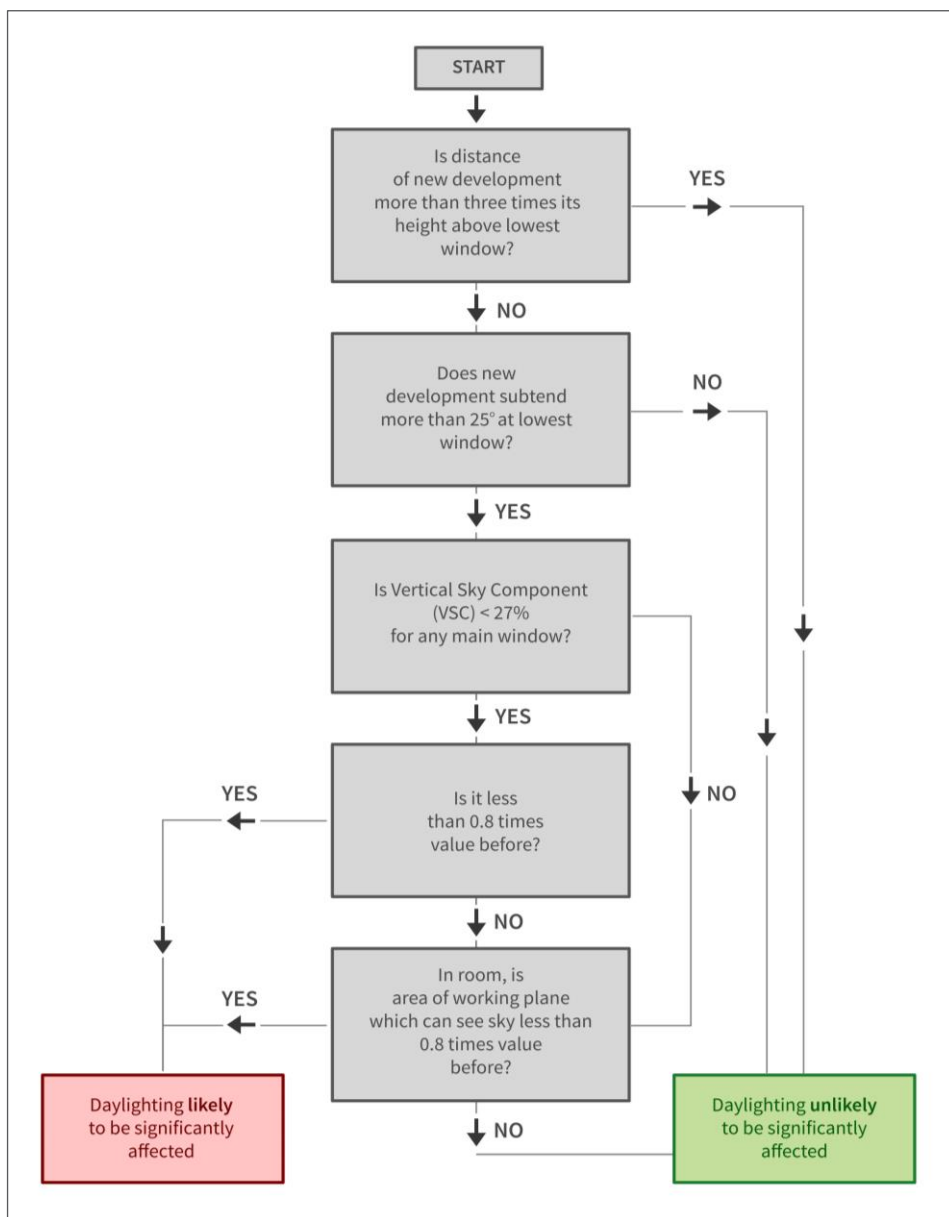 START
Is distance
of new development
more than three times its
height above lowest
window?
YES
NO
Does new
development subtend
more than 25° at lowest
window?
NO
YES
Is Vertical Sky Component
(VSC) < 27%
for any main window?
YES
NO
Is it less
than 0.8 times
value before?
YES
NO
In room, is
area of working plane
which can see sky less than
0.8 times value
before?
YES
NO
Daylighting likely
to be significantly
affected
Daylighting unlikely
to be significantly
affected